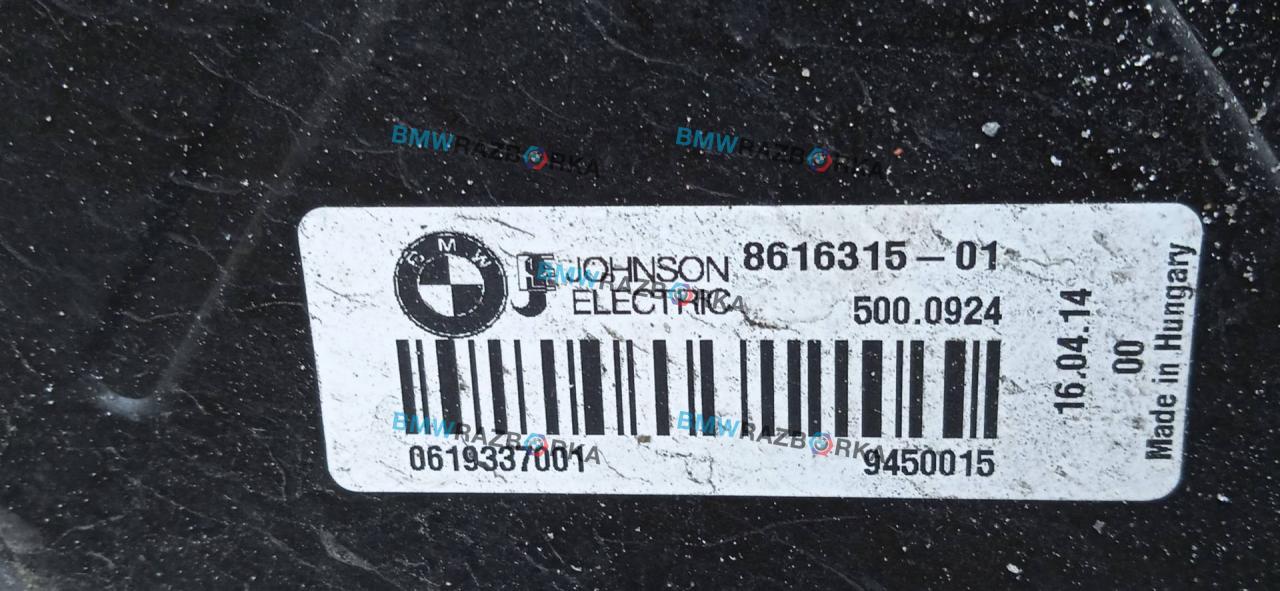 BMWRAZBORKA BMWRAZBORKA
BMW
JOHNSON
ELECTRIC
8616315-01
500.0924
BMWRAZBORKA
16.04.14
00
Made in Hungary
BMWRAZBORKA BMWRAZBORKA
0619337001 9450015